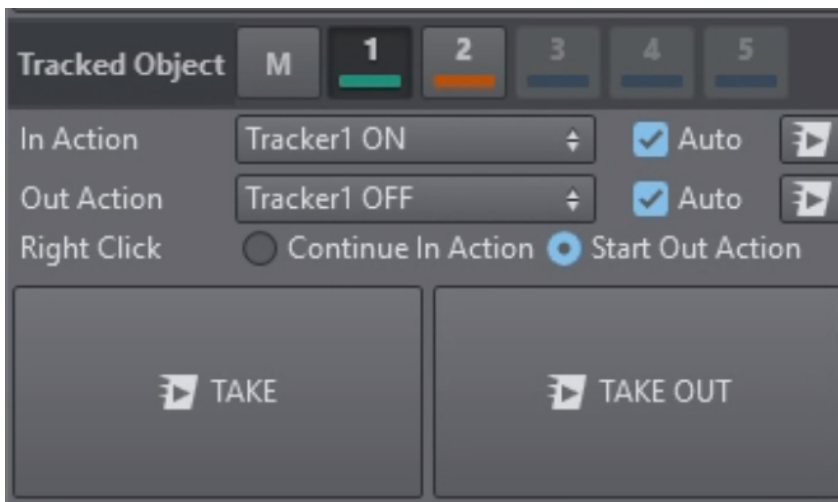 Tracked Object M 1 2 3 4 5
In Action Tracker1 ON Auto
Out Action Tracker1 OFF Auto
Right Click Continue In Action Start Out Action
TAKE TAKE OUT